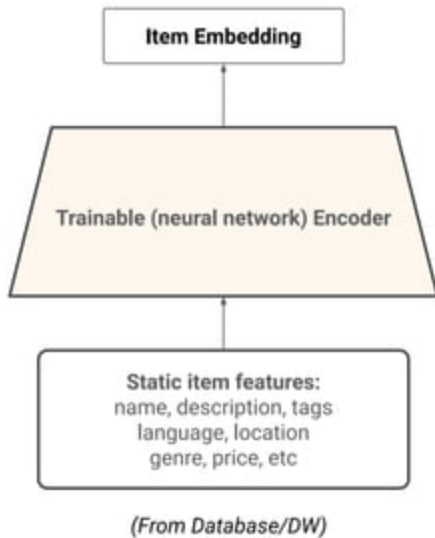 Item Embedding
Trainable (neural network) Encoder
Static item features:
name, description, tags
language, location
genre, price, etc
(From Database/DW)